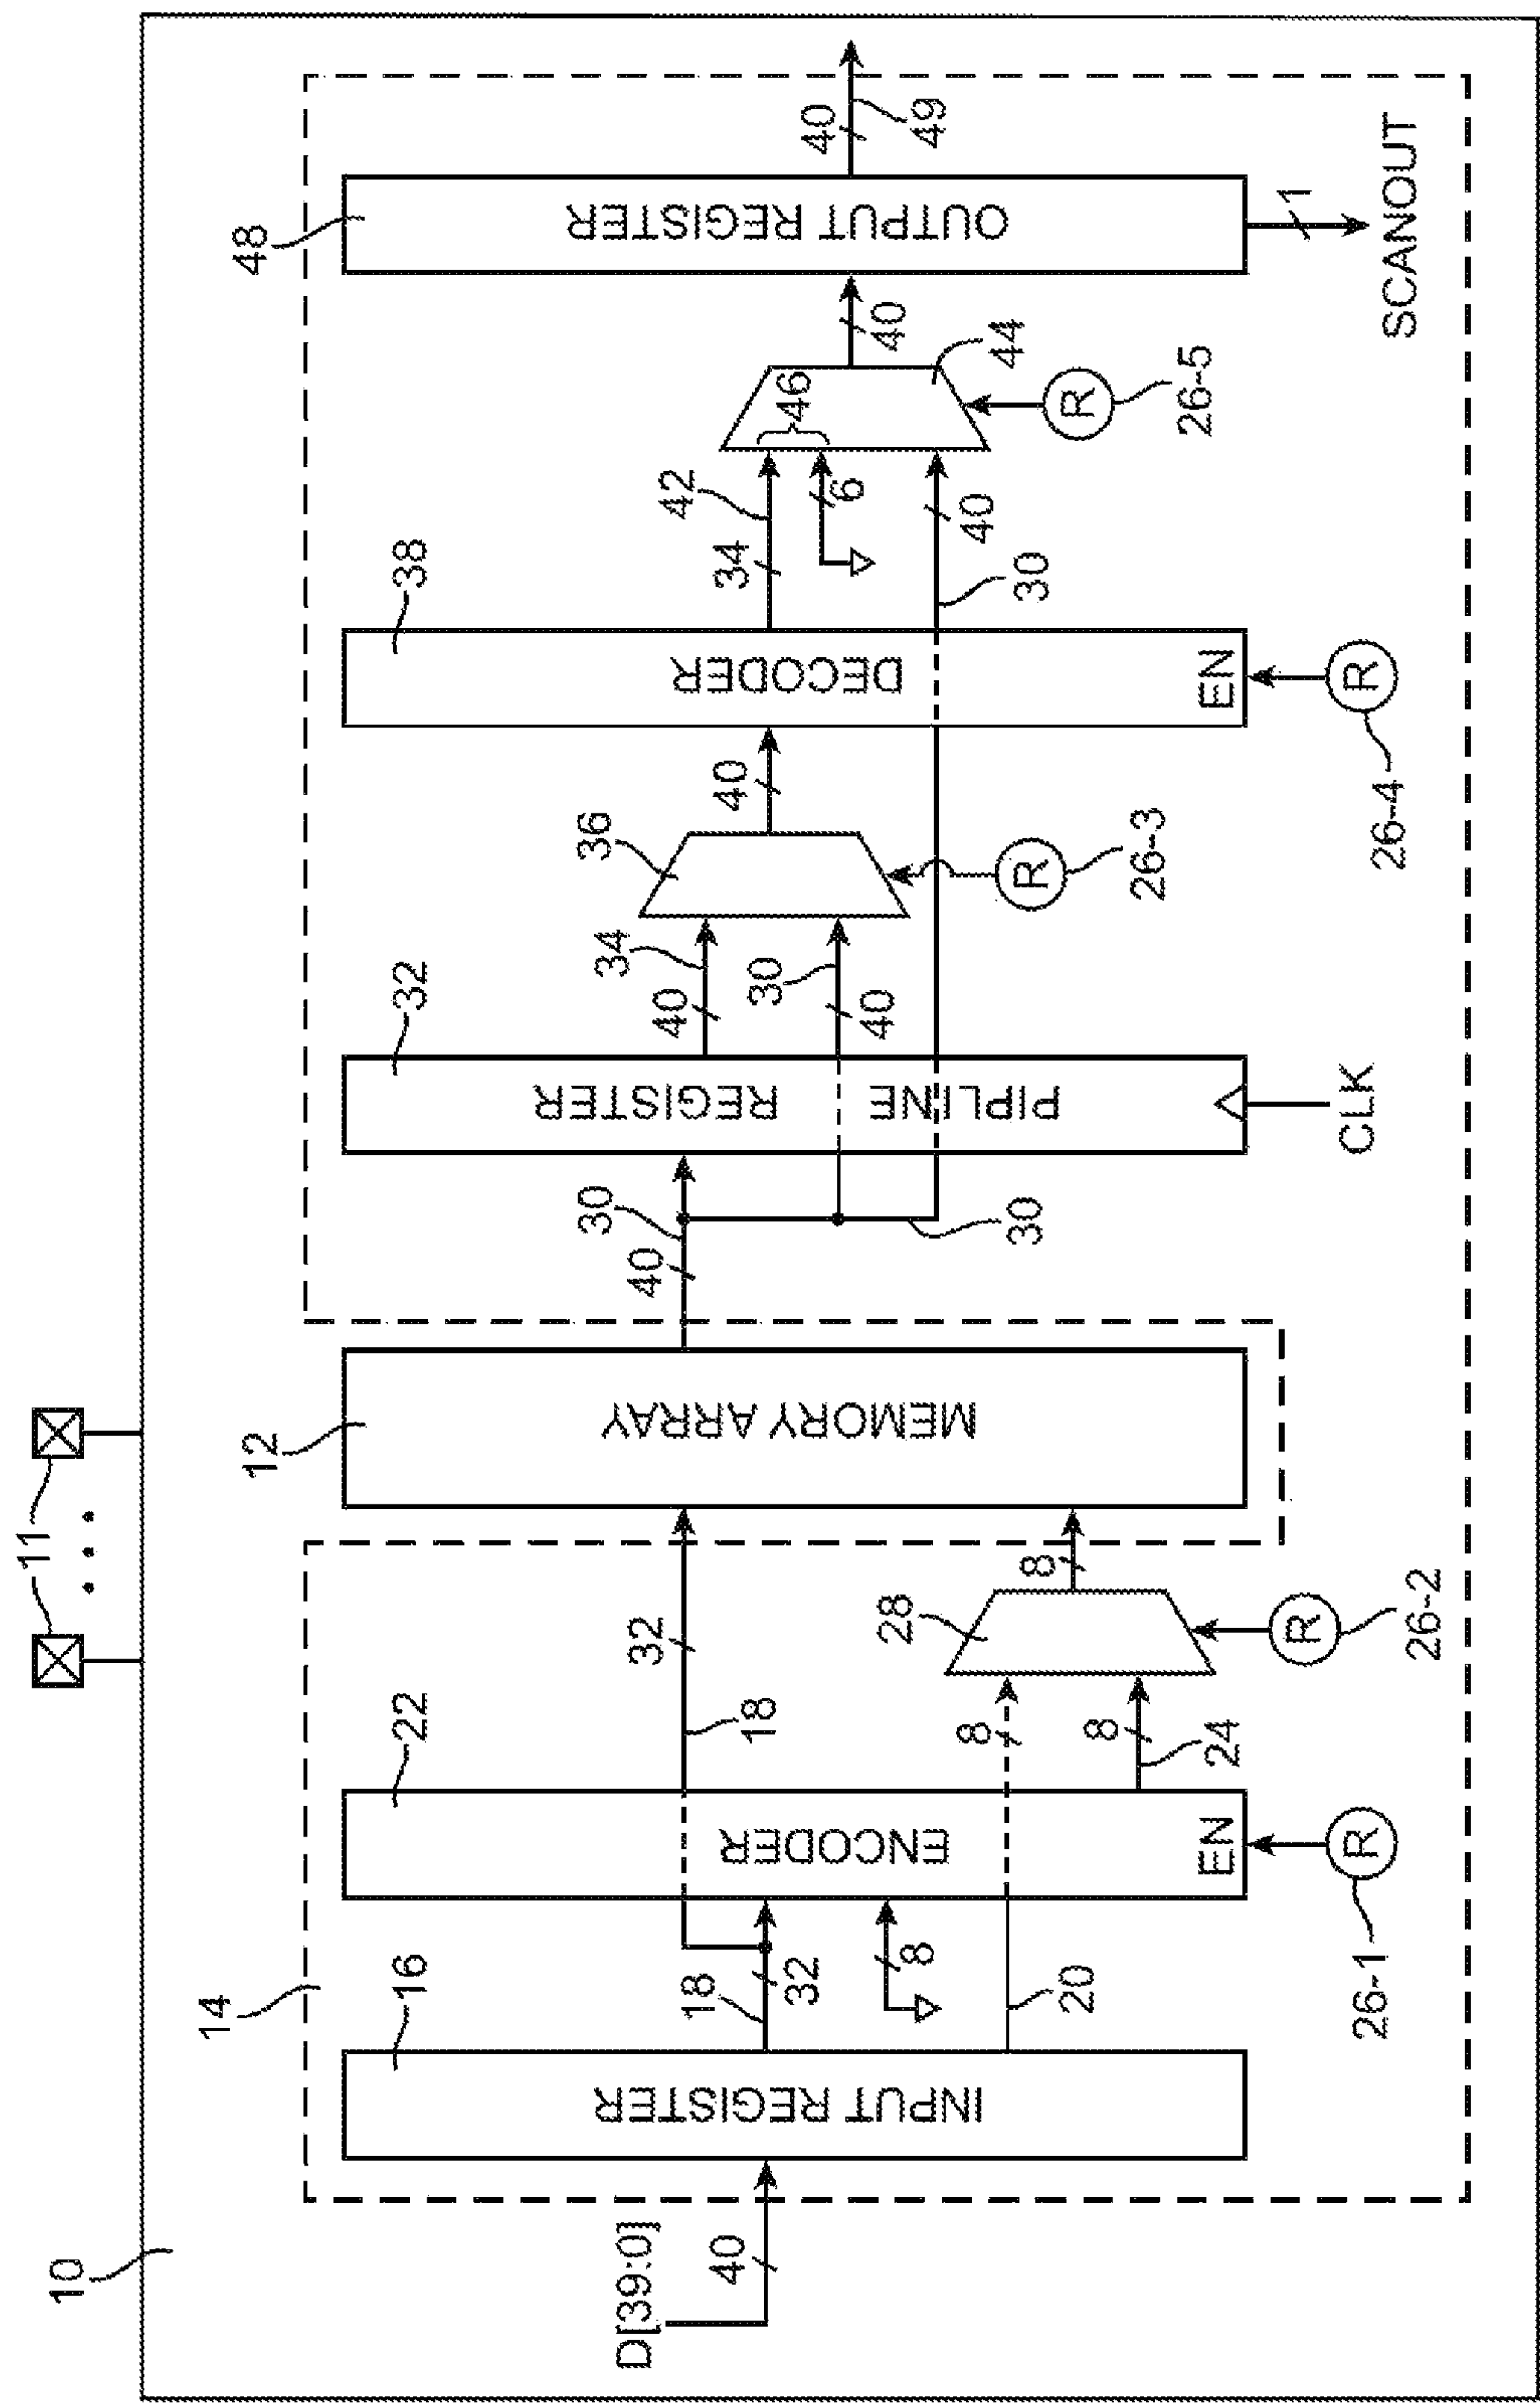 10
11
D[39:0]
40
14
16
INPUT REGISTER
18
32
8
20
22
ENCODER
EN
26-1
R
18
32
8
8
24
28
8
R
26-2
12
MEMORY ARRAY
40
30
30
32
PIPLINE
REGISTER
CLK
40
34
30
40
36
R
26-3
40
38
DECODER
EN
R
26-4
34
42
6
30
40
46
44
R
26-5
40
48
OUTPUT REGISTER
1
SCANOUT
40
49